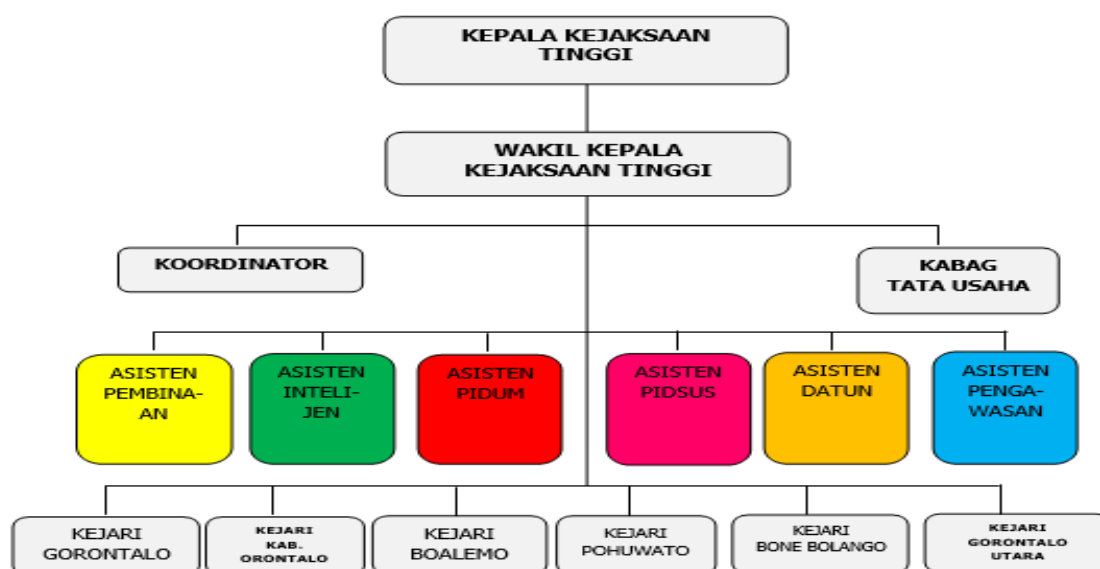 KEPALA KEJAKSAAN
TINGGI
WAKIL KEPALA
KEJAKSAAN TINGGI
KOORDINATOR
KABAG
TATA USAHA
ASISTEN
PEMBINA-
AN
ASISTEN
INTELI-
JEN
ASISTEN
PIDUM
ASISTEN
PIDSUS
ASISTEN
DATUN
ASISTEN
PENGA-
WASAN
KEJARI
GORONTALO
KEJARI
KAB.
ORONTALO
KEJARI
BOALEMO
KEJARI
POHUWATO
KEJARI
BONE BOLANGO
KEJARI
GORONTALO
UTARA